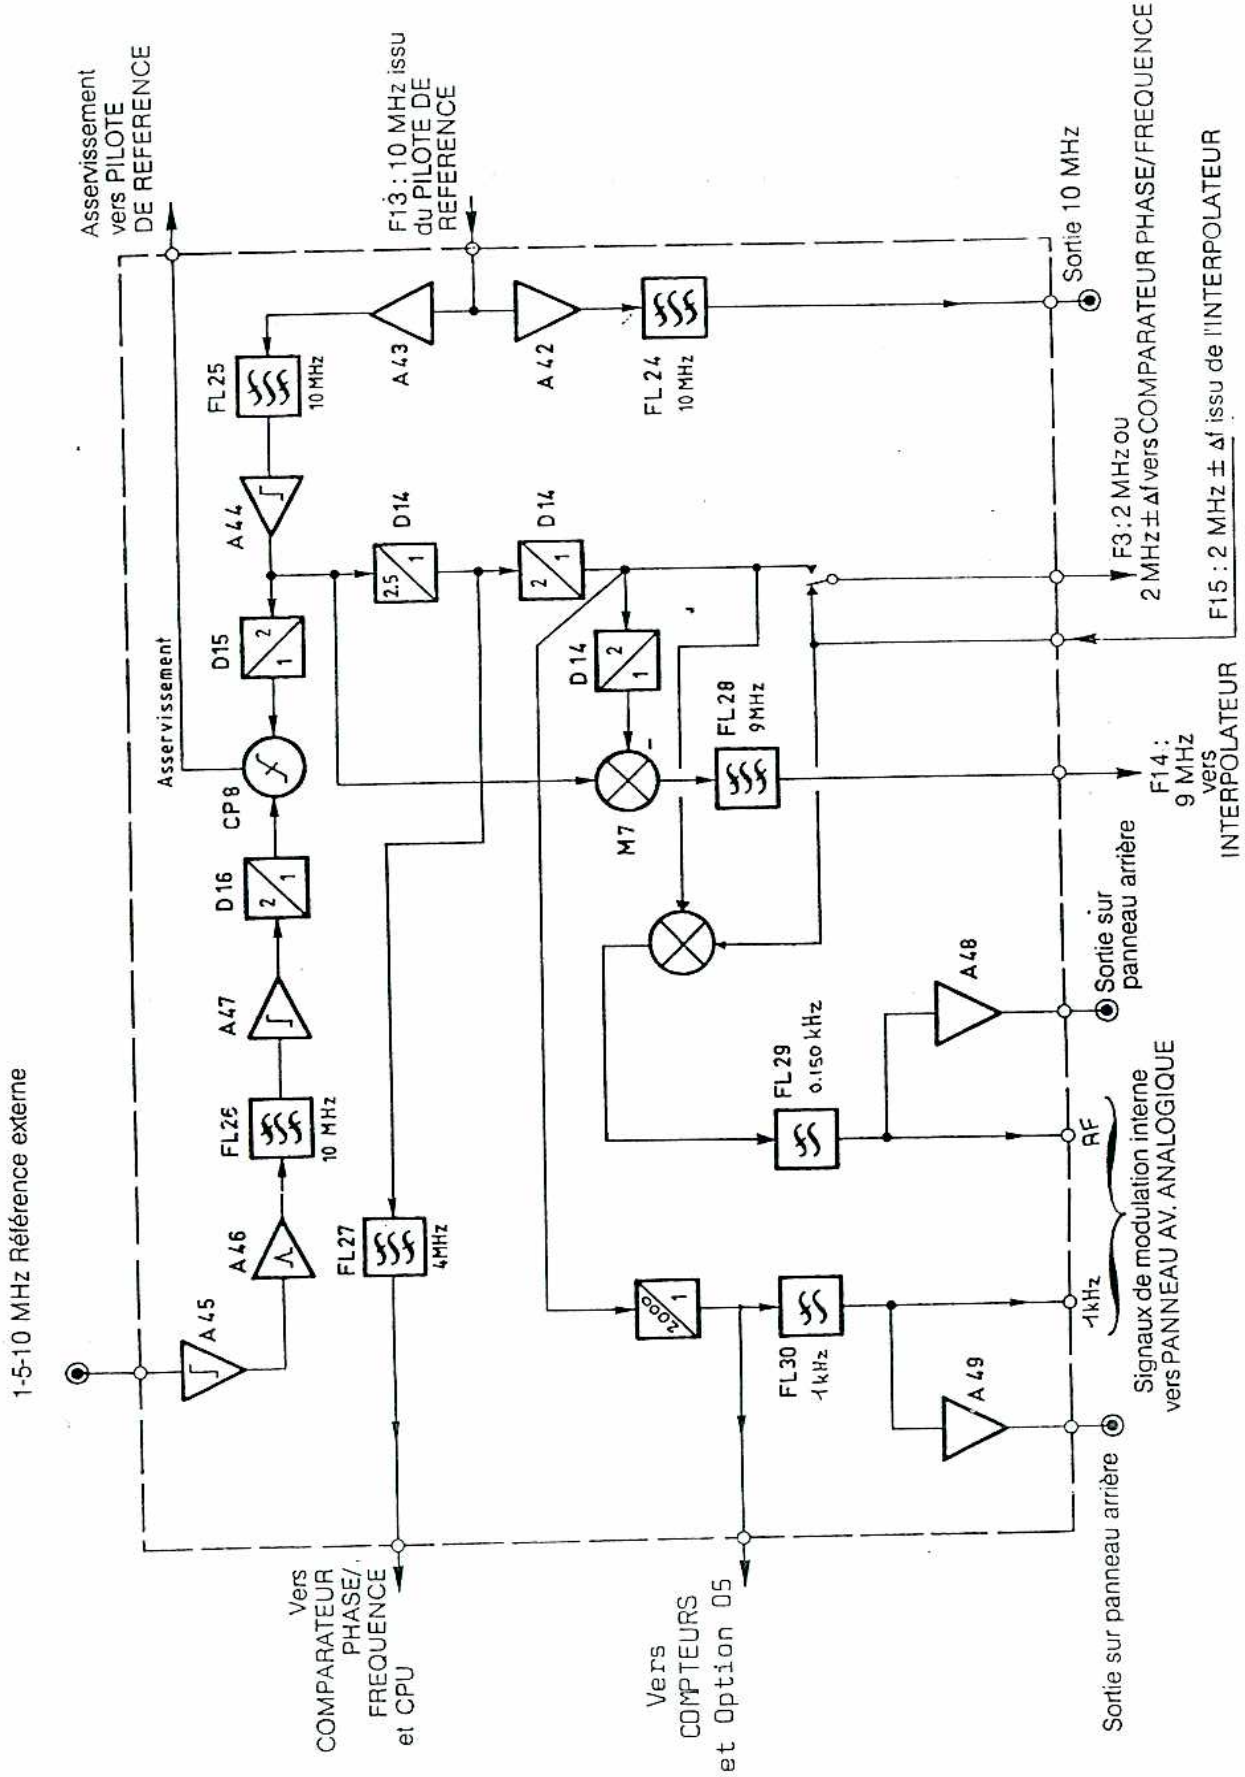 1-5-10 MHz Référence externe
Asservissement
vers PILOTE
DE REFERENCE
F13 : 10 MHz issu
du PILOTE DE
REFERENCE
Asservissement
A45
A46
FL26
10 MHz
A47
D16
2
1
CP8
D15
2
1
A44
FL25
10MHz
A43
A42
FL24
10 MHz
Sortie 10 MHz
FL27
4MHz
Vers
COMPARATEUR
PHASE/
FREQUENCE
et CPU
2.5
1
D14
2
1
D14
D14
2
1
M7
FL28
9MHz
2000
1
FL30
1kHz
FL29
0.150 kHz
A48
A49
Vers
COMPTEURS
et Option 05
Sortie sur panneau arrière
1kHz
RF
Signaux de modulation interne
vers PANNEAU AV. ANALOGIQUE
Sortie sur
panneau arrière
F14 :
9 MHz
vers
INTERPOLATEUR
F3 : 2 MHz ou
2 MHz ± Δf vers COMPARATEUR PHASE/FREQUENCE
F15 : 2 MHz ± Δf issu de l'INTERPOLATEUR